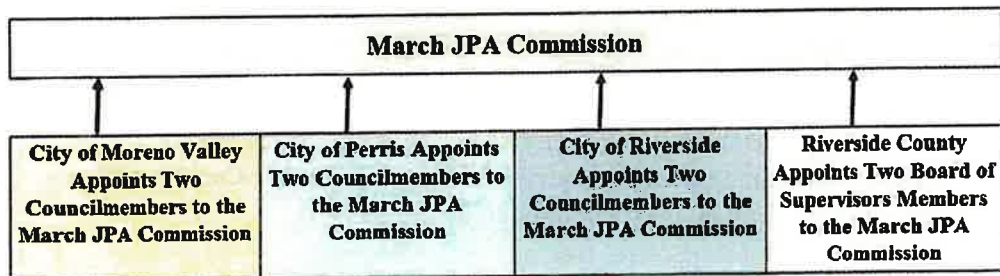 March JPA Commission
City of Moreno Valley
Appoints Two
Councilmembers to the
March JPA Commission
City of Perris Appoints
Two Councilmembers to
the March JPA
Commission
City of Riverside
Appoints Two
Councilmembers to the
March JPA Commission
Riverside County
Appoints Two Board of
Supervisors Members
to the March JPA
Commission